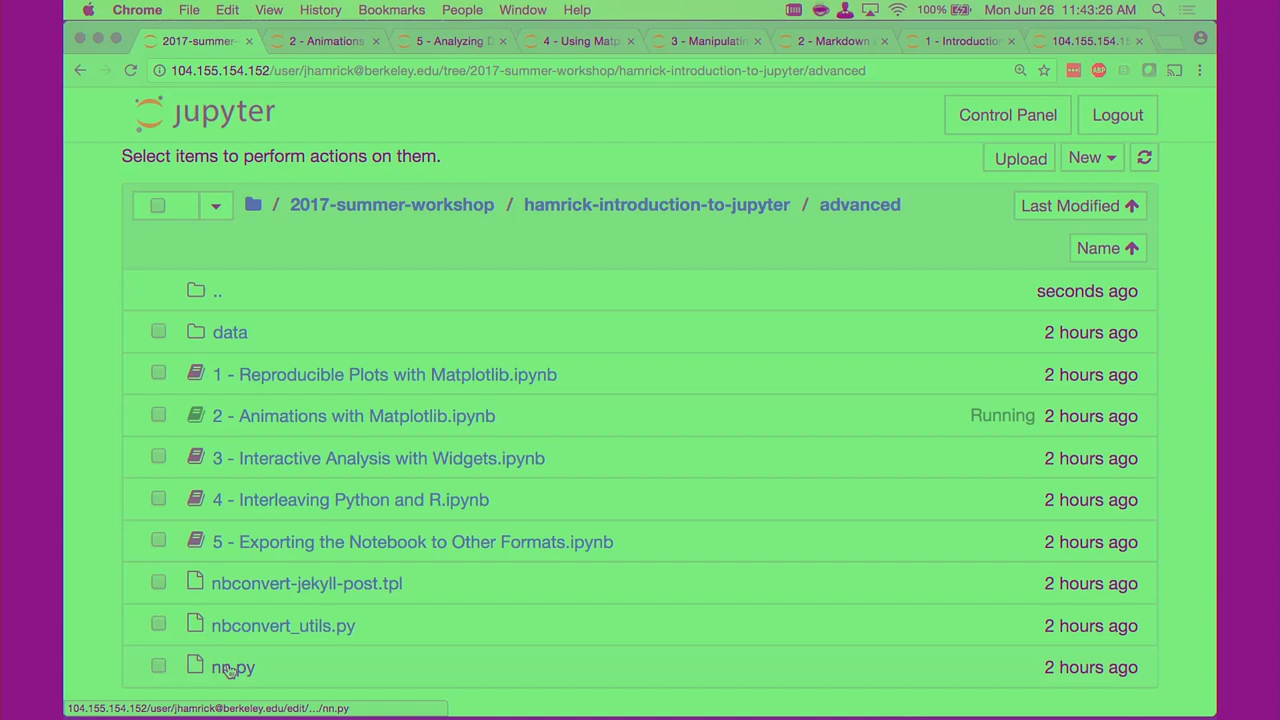 Chrome File Edit View History Bookmarks People Window Help 100% Mon Jun 26 11:43:26 AM
2017-summer- 2 - Animations 5 - Analyzing D 4 - Using Matp 3 - Manipulatin 2 - Markdown 1 - Introduction 104.155.154.15
104.155.154.152/user/jhamrick@berkeley.edu/tree/2017-summer-workshop/hamrick-introduction-to-jupyter/advanced ABP
jupyter Control Panel Logout
Select items to perform actions on them. Upload New
/ 2017-summer-workshop / hamrick-introduction-to-jupyter / advanced Last Modified
Name
.. seconds ago
data 2 hours ago
1 - Reproducible Plots with Matplotlib.ipynb 2 hours ago
2 - Animations with Matplotlib.ipynb Running 2 hours ago
3 - Interactive Analysis with Widgets.ipynb 2 hours ago
4 - Interleaving Python and R.ipynb 2 hours ago
5 - Exporting the Notebook to Other Formats.ipynb 2 hours ago
nbconvert-jekyll-post.tpl 2 hours ago
nbconvert_utils.py 2 hours ago
nn.py 2 hours ago
104.155.154.152/user/jhamrick@berkeley.edu/edit/.../nn.py